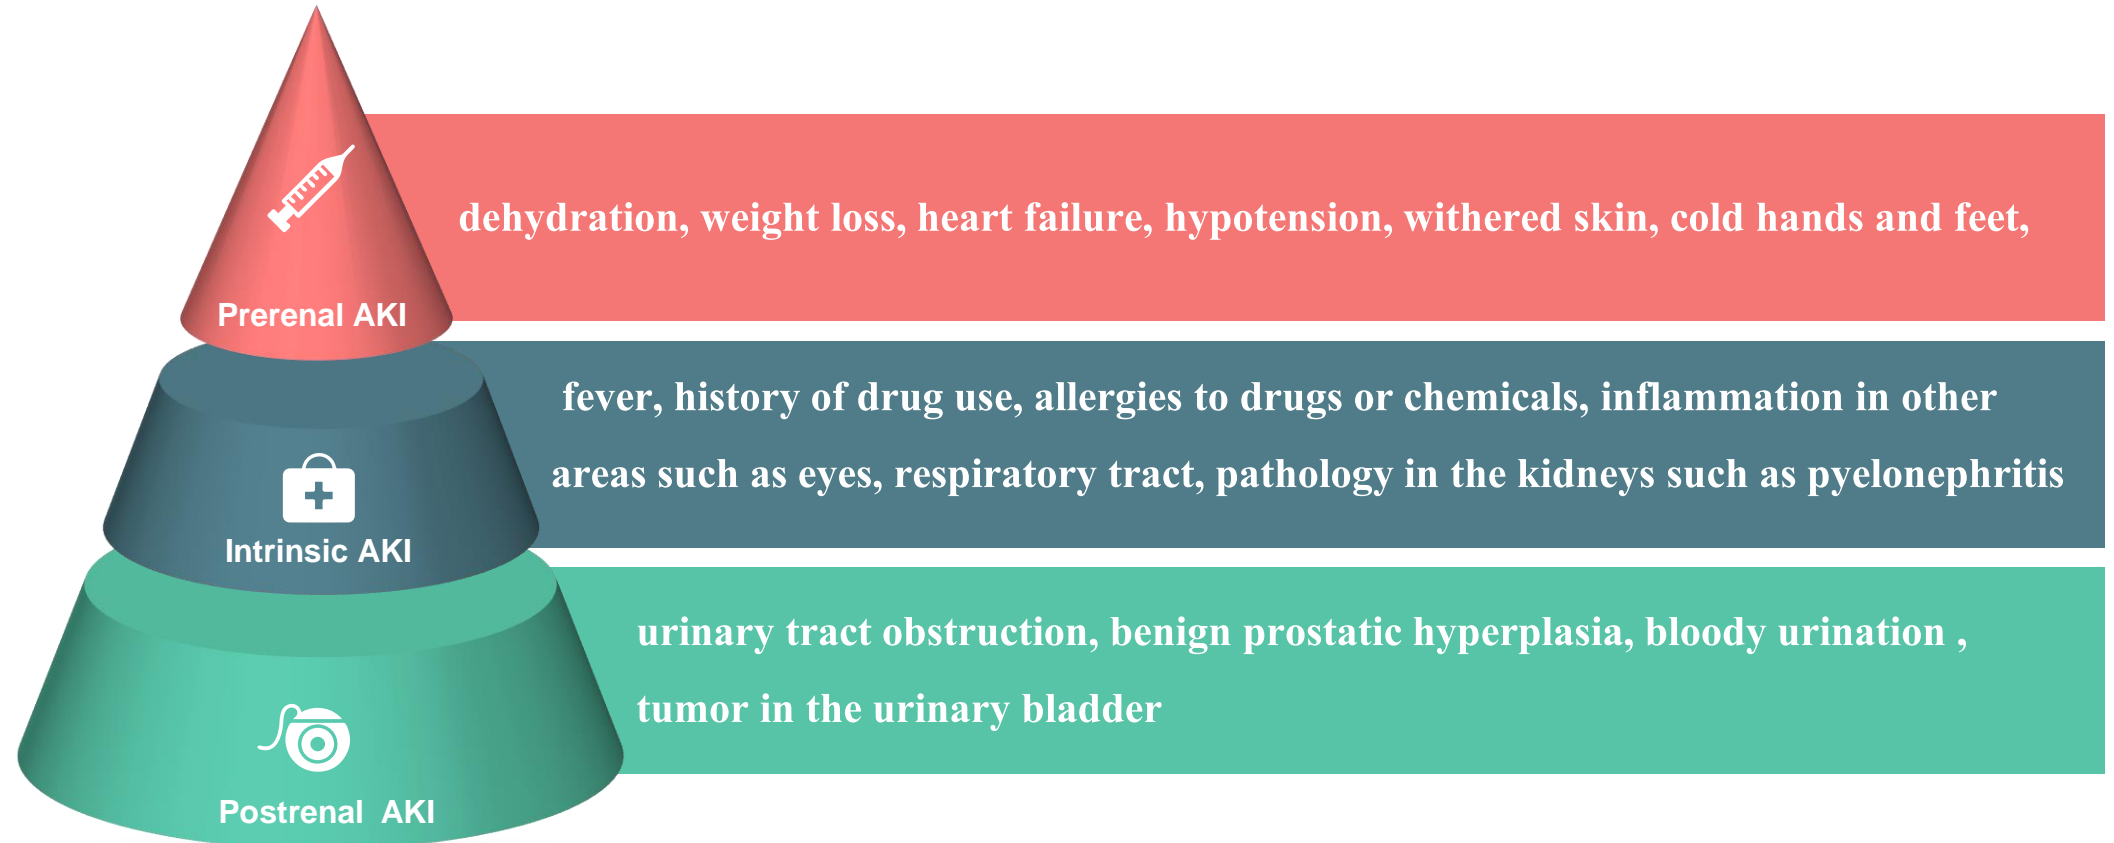 dehydration, weight loss, heart failure, hypotension, withered skin, cold hands and feet,
Prerenal AKI
fever, history of drug use, allergies to drugs or chemicals, inflammation in other
areas such as eyes, respiratory tract, pathology in the kidneys such as pyelonephritis
Intrinsic AKI
urinary tract obstruction, benign prostatic hyperplasia, bloody urination ,
tumor in the urinary bladder
Postrenal  AKI